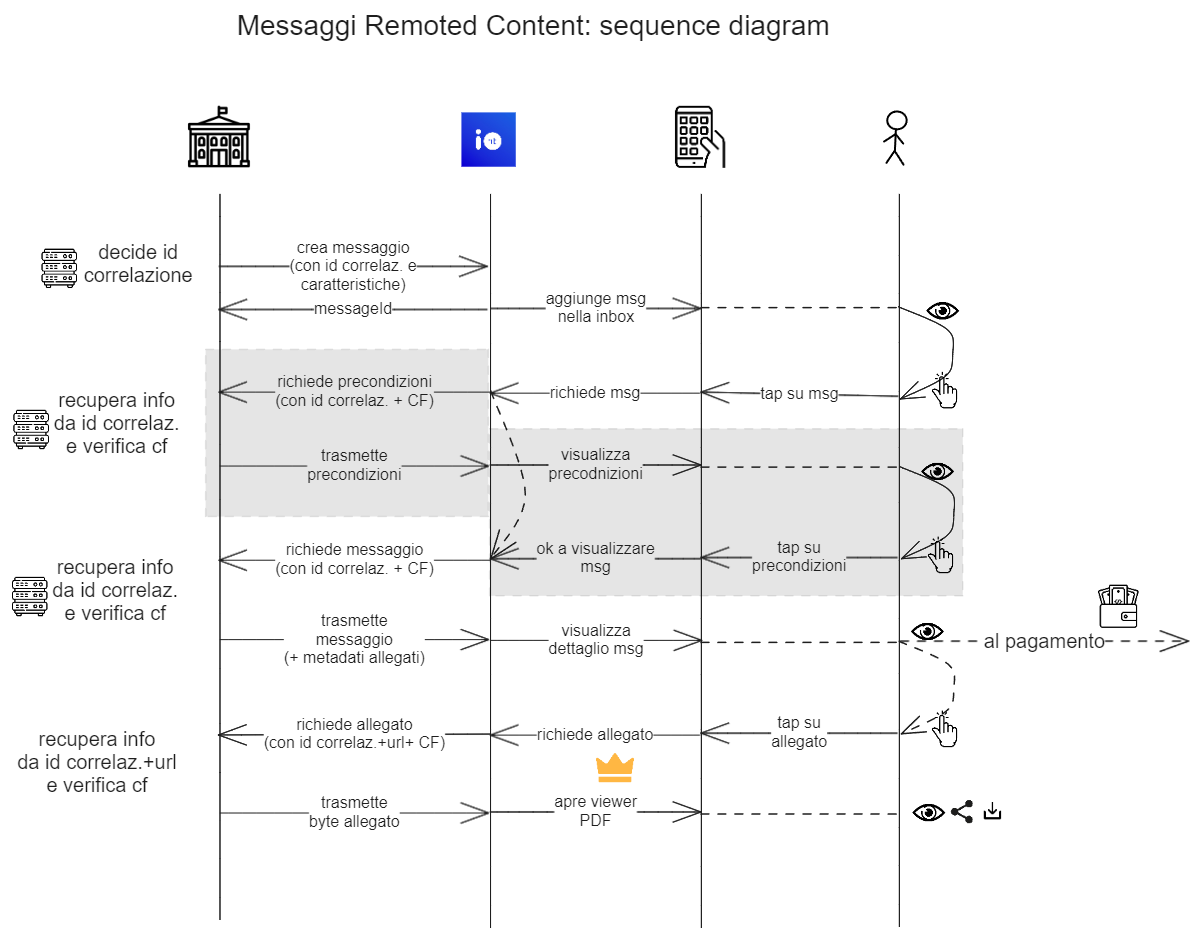 Messaggi Remoted Content: sequence diagram
io
it
decide id
correlazione
crea messaggio
(con id correlaz. e
caratteristiche)
messageId
aggiunge msg
nella inbox
recupera info
da id correlaz.
e verifica cf
richiede precondizioni
(con id correlaz. + CF)
richiede msg
tap su msg
trasmette
precondizioni
visualizza
precodnizioni
recupera info
da id correlaz.
e verifica cf
richiede messaggio
(con id correlaz. + CF)
ok a visualizzare
msg
tap su
precondizioni
trasmette
messaggio
(+ metadati allegati)
visualizza
dettaglio msg
al pagamento
recupera info
da id correlaz.+url
e verifica cf
richiede allegato
(con id correlaz.+url+ CF)
richiede allegato
tap su
allegato
trasmette
byte allegato
apre viewer
PDF